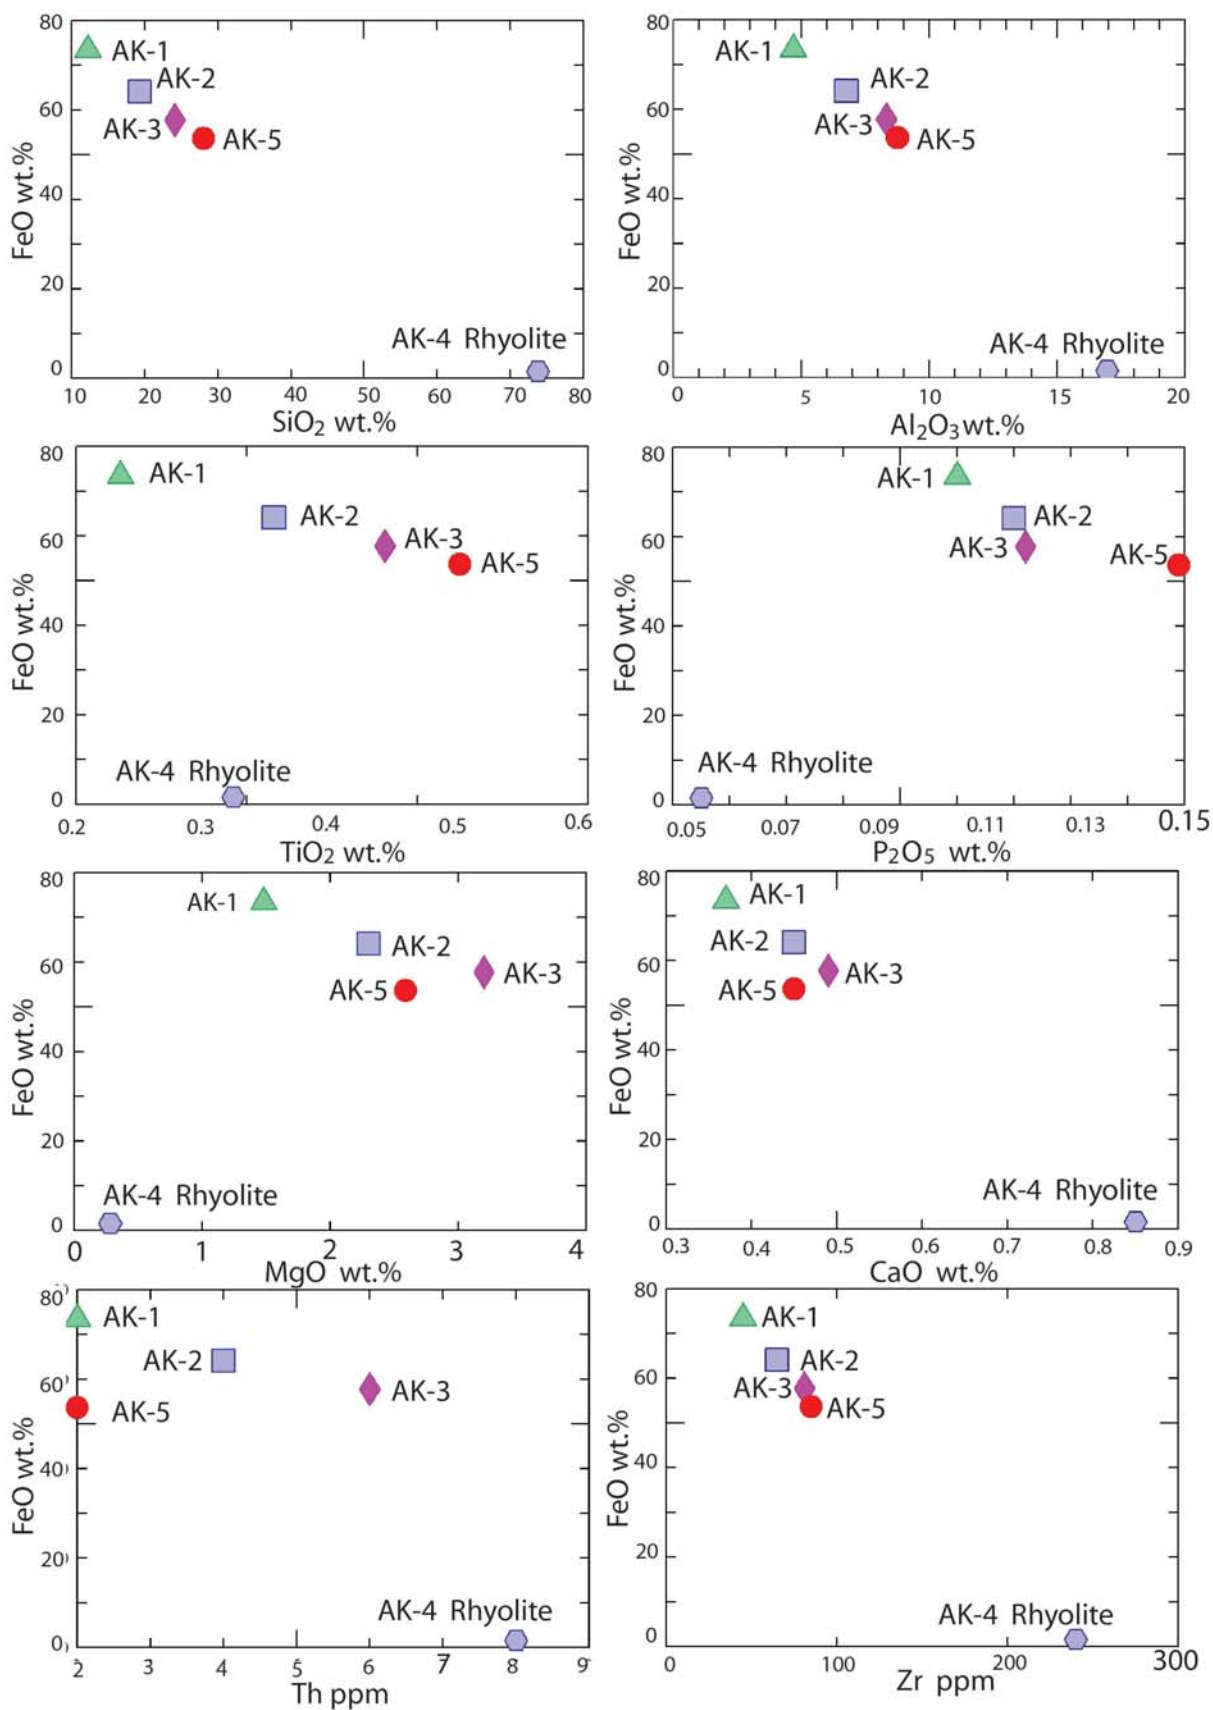 80
AK-1
AK-2
60
AK-3
AK-5
40
20
AK-4 Rhyolite
0
10 20 30 40 50 60 70 80
FeO wt.%
SiO2 wt.%
80
AK-1
AK-2
60
AK-3
AK-5
40
20
AK-4 Rhyolite
0
0 5 10 15 20
FeO wt.%
Al2O3wt.%
80
AK-1
AK-2
60
AK-3
AK-5
40
20
AK-4 Rhyolite
0
0.2 0.3 0.4 0.5 0.6
FeO wt.%
TiO2 wt.%
80
AK-1
AK-2
60
AK-3
AK-5
40
20
AK-4 Rhyolite
0
0.05 0.07 0.09 0.11 0.13 0.15
FeO wt.%
P2O5 wt.%
80
AK-1
AK-2
60
AK-5
AK-3
40
20
AK-4 Rhyolite
0
0 1 2 3 4
FeO wt.%
MgO wt.%
80
AK-1
AK-2
60
AK-3
AK-5
40
20
AK-4 Rhyolite
0
0.3 0.4 0.5 0.6 0.7 0.8 0.9
FeO wt.%
CaO wt.%
80
AK-1
AK-2
60
AK-3
AK-5
40
20
AK-4 Rhyolite
0
2 3 4 5 6 7 8 9
FeO wt.%
Th ppm
80
AK-1
AK-2
60
AK-3
AK-5
40
20
AK-4 Rhyolite
0
0 100 200 300
FeO wt.%
Zr ppm